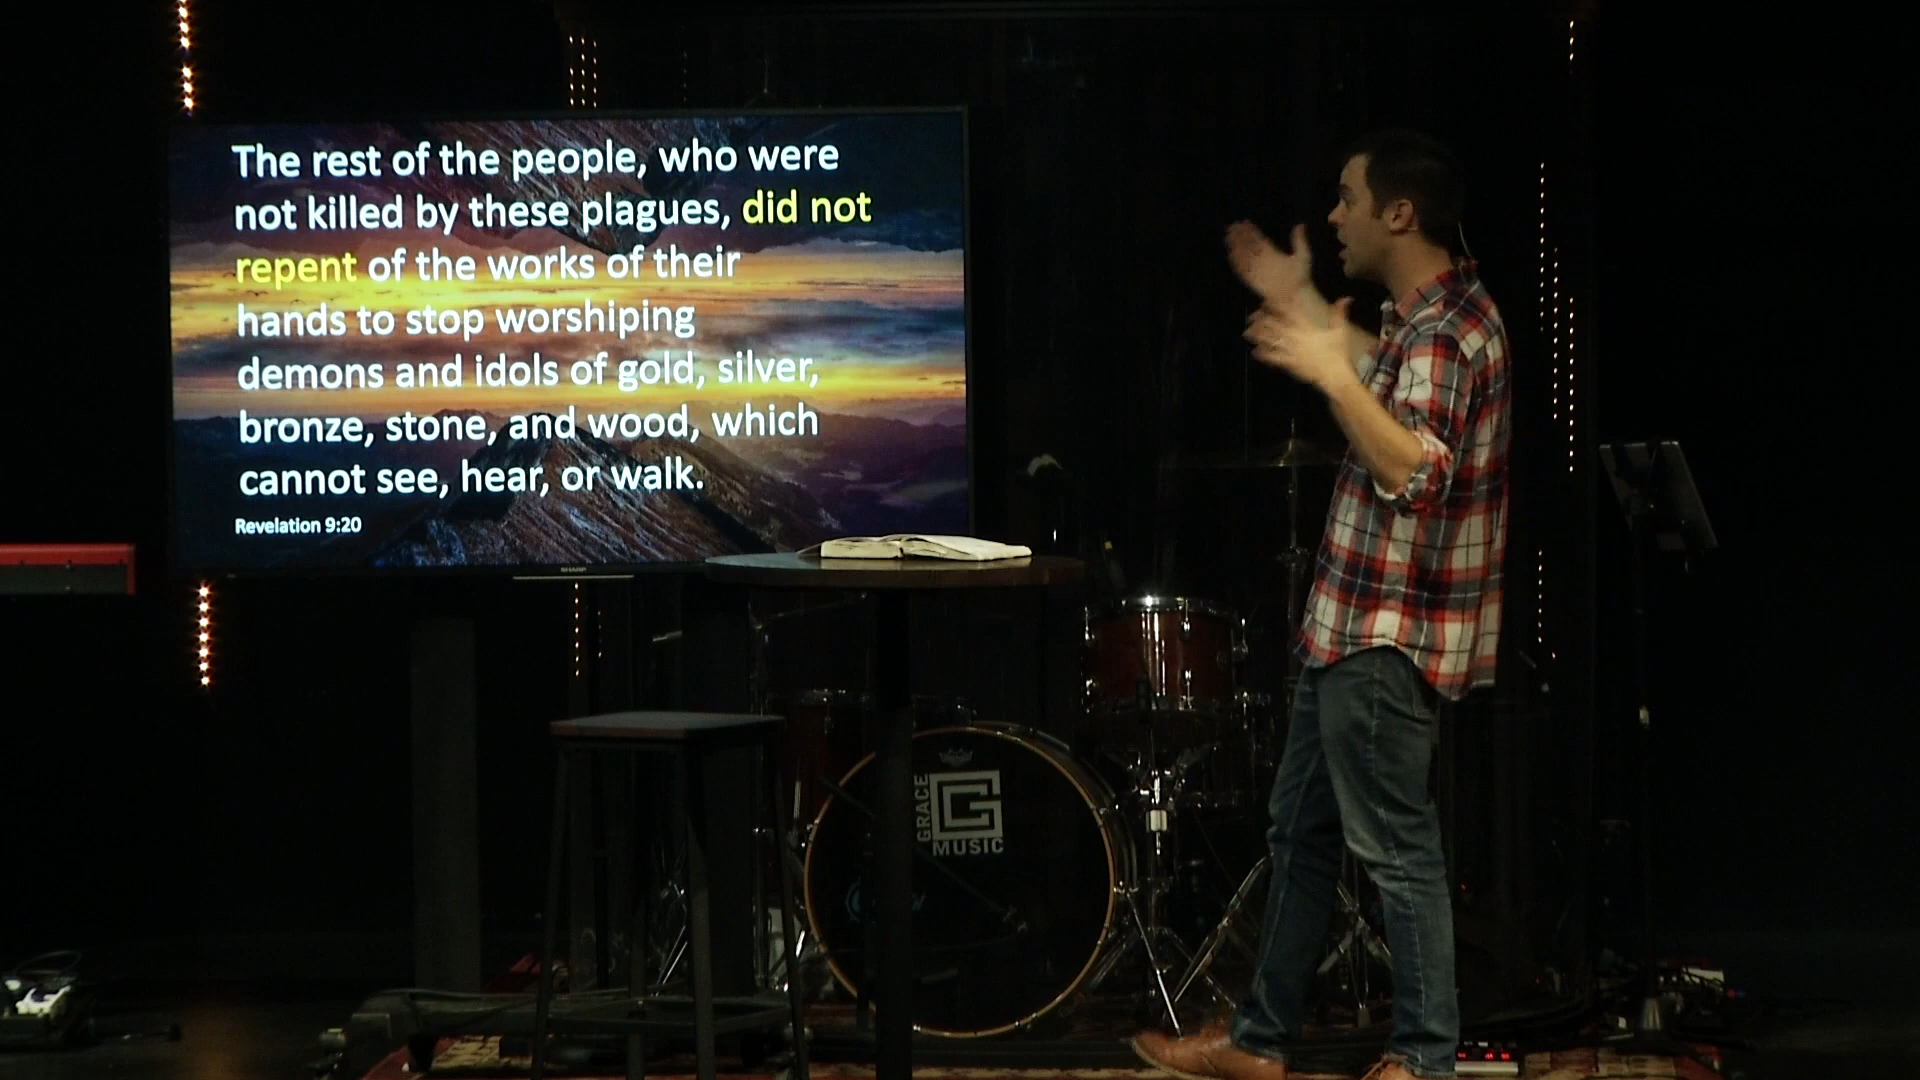 The rest of the people, who were
not killed by these plagues, did not
repent of the works of their
hands to stop worshiping
demons and idols of gold, silver,
bronze, stone, and wood, which
cannot see, hear, or walk.
Revelation 9:20
SHARP
GRACE
MUSIC